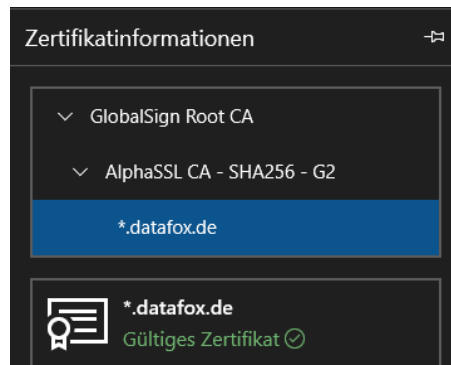 Zertifikatinformationen
GlobalSign Root CA
AlphaSSL CA - SHA256 - G2
*.datafox.de
*.datafox.de
Gültiges Zertifikat